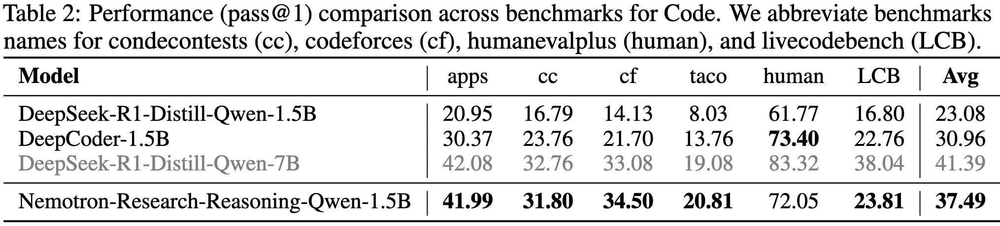 Table 2: Performance (pass@1) comparison across benchmarks for Code. We abbreviate benchmarks
names for condecontests (cc), codeforces (cf), humanevalplus (human), and livecodebench (LCB).
Model apps cc cf taco human LCB Avg
DeepSeek-R1-Distill-Qwen-1.5B 20.95 16.79 14.13 8.03 61.77 16.80 23.08
DeepCoder-1.5B 30.37 23.76 21.70 13.76 73.40 22.76 30.96
DeepSeek-R1-Distill-Qwen-7B 42.08 32.76 33.08 19.08 83.32 38.04 41.39
Nemotron-Research-Reasoning-Qwen-1.5B 41.99 31.80 34.50 20.81 72.05 23.81 37.49